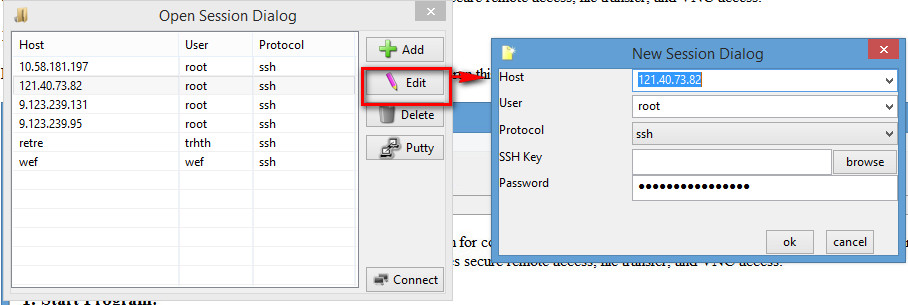 ecure remote access, file transfer, and VNC access.
Open Session Dialog
Host User Protocol
10.58.181.197 root ssh
121.40.73.82 root ssh
9.123.239.131 root ssh
9.123.239.95 root ssh
retre trhth ssh
wef wef ssh
Add
Edit
Delete
Putty
Connect
New Session Dialog
Host 121.40.73.82
User root
Protocol ssh
SSH Key browse
Password ••••••••••••••••
ok cancel
for co
es secure remote access, file transfer, and VNC access.
1. Start Program: